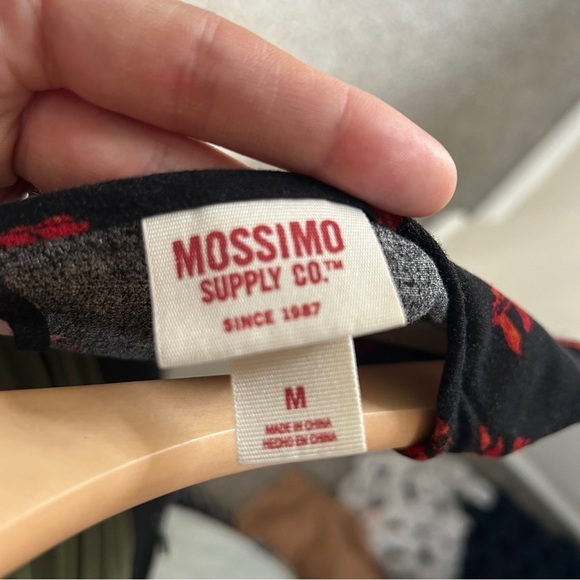 MOSSIMO
SUPPLY CO.™
SINCE 1987
M
MADE IN CHINA
HECHO EN CHINA